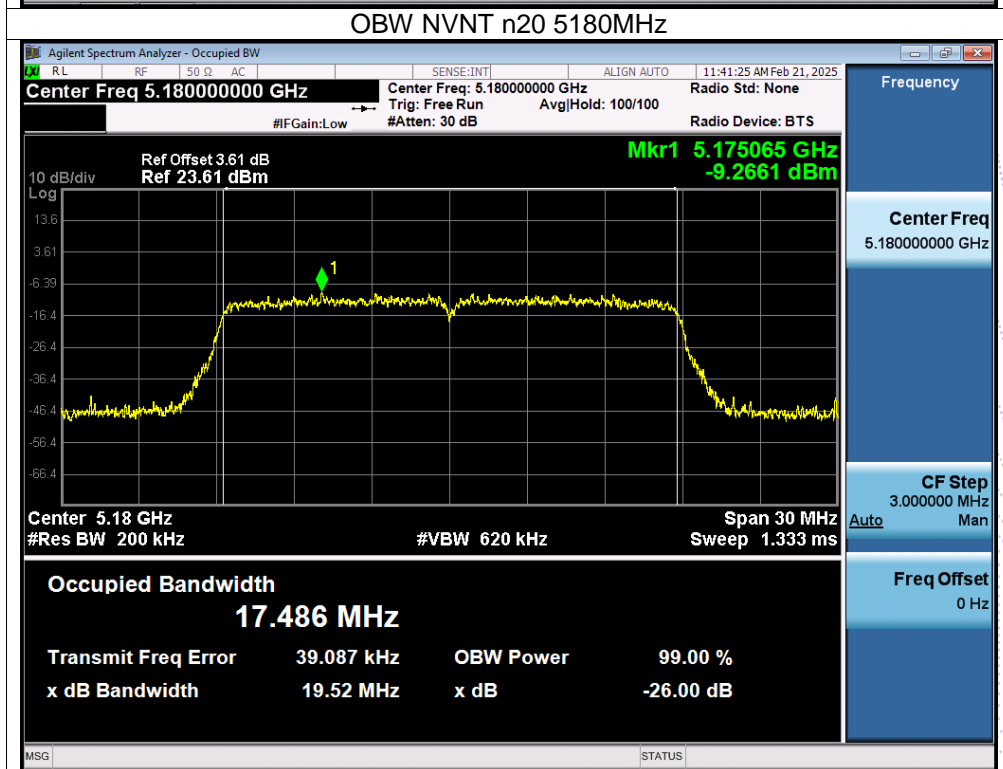 OBW NVNT n20 5180MHz
Agilent Spectrum Analyzer - Occupied BW
LXI RL RF 50 Ω AC SENSE:INT ALIGN AUTO 11:41:25 AM Feb 21, 2025
Center Freq 5.180000000 GHz
Center Freq: 5.180000000 GHz Radio Std: None
Trig: Free Run Avg|Hold: 100/100
#IFGain:Low #Atten: 30 dB Radio Device: BTS
Frequency
Mkr1 5.175065 GHz
-9.2661 dBm
Ref Offset 3.61 dB
10 dB/div Ref 23.61 dBm
Log
13.6
3.61
-6.39
-16.4
-26.4
-36.4
-46.4
-56.4
-66.4
1
Center 5.18 GHz Span 30 MHz
#Res BW 200 kHz #VBW 620 kHz Sweep 1.333 ms
Center Freq
5.180000000 GHz
CF Step
3.000000 MHz
Auto Man
Freq Offset
0 Hz
Occupied Bandwidth
17.486 MHz
Transmit Freq Error 39.087 kHz OBW Power 99.00 %
x dB Bandwidth 19.52 MHz x dB -26.00 dB
MSG STATUS